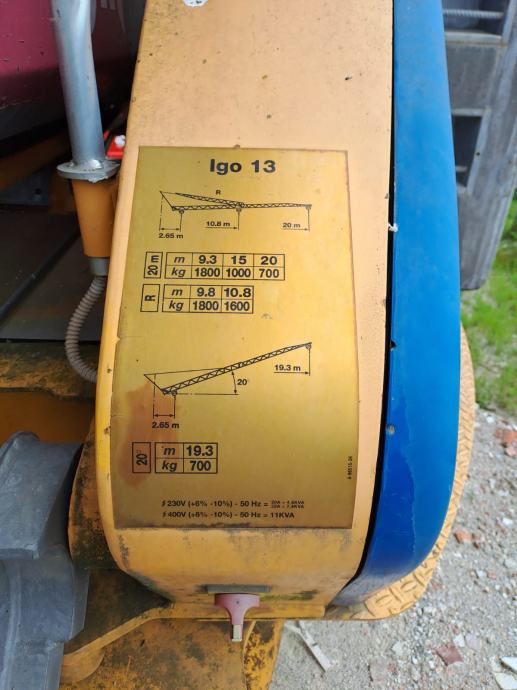 Igo 13
R
2.65 m
10.8 m
20 m
20 m
m 9.3 15 20
kg 1800 1000 700
R
m 9.8 10.8
kg 1800 1600
20°
19.3 m
2.65 m
20°
m 19.3
kg 700
230V (+6% -10%) - 50 Hz =
400V (+6% -10%) - 50 Hz = 11KVA